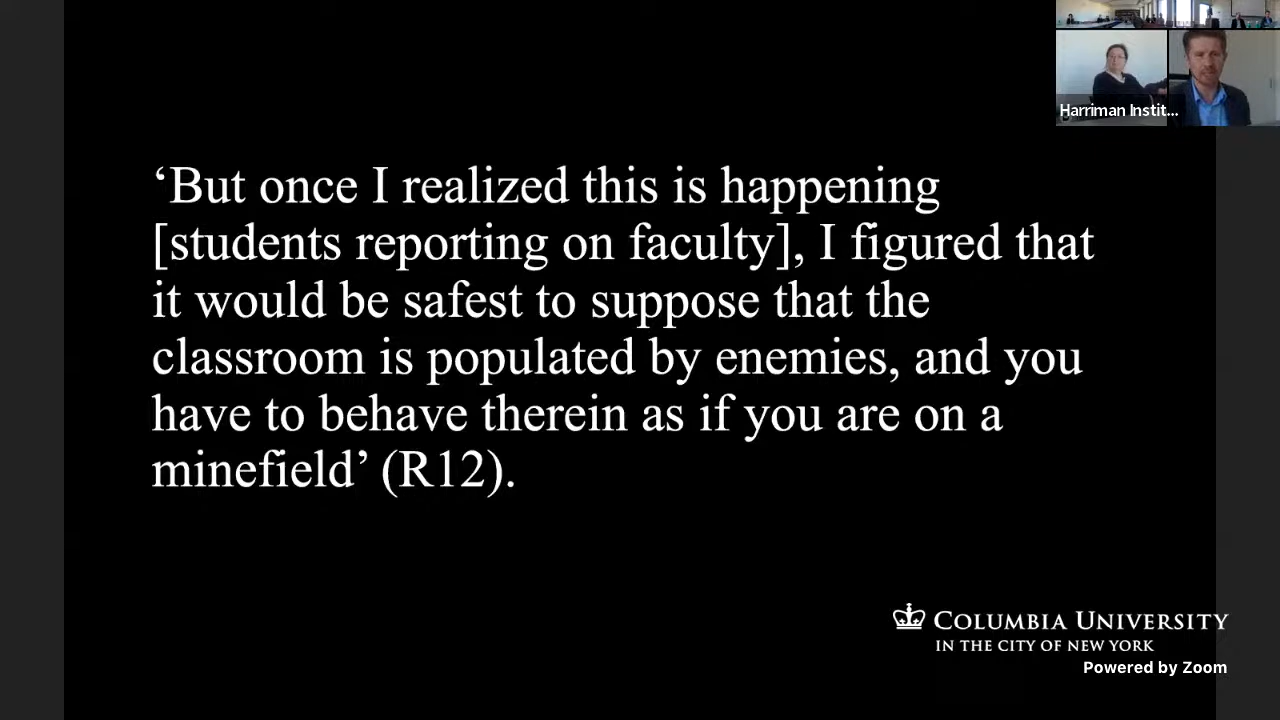 Harriman Instit...
‘But once I realized this is happening
[students reporting on faculty], I figured that
it would be safest to suppose that the
classroom is populated by enemies, and you
have to behave therein as if you are on a
minefield’ (R12).
COLUMBIA UNIVERSITY
IN THE CITY OF NEW YORK
Powered by Zoom